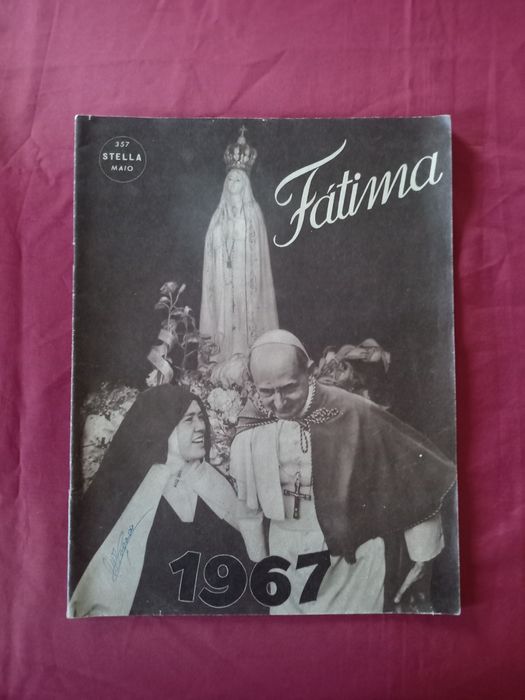 357
STELLA
MAIO
Fátima
1967